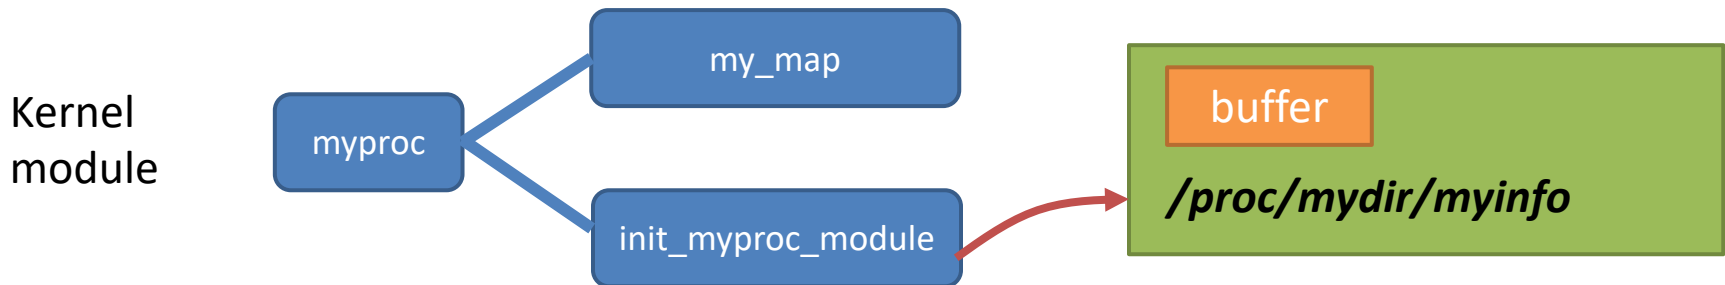 Kernel
module
myproc
my_map
init_myproc_module
buffer
/proc/mydir/myinfo